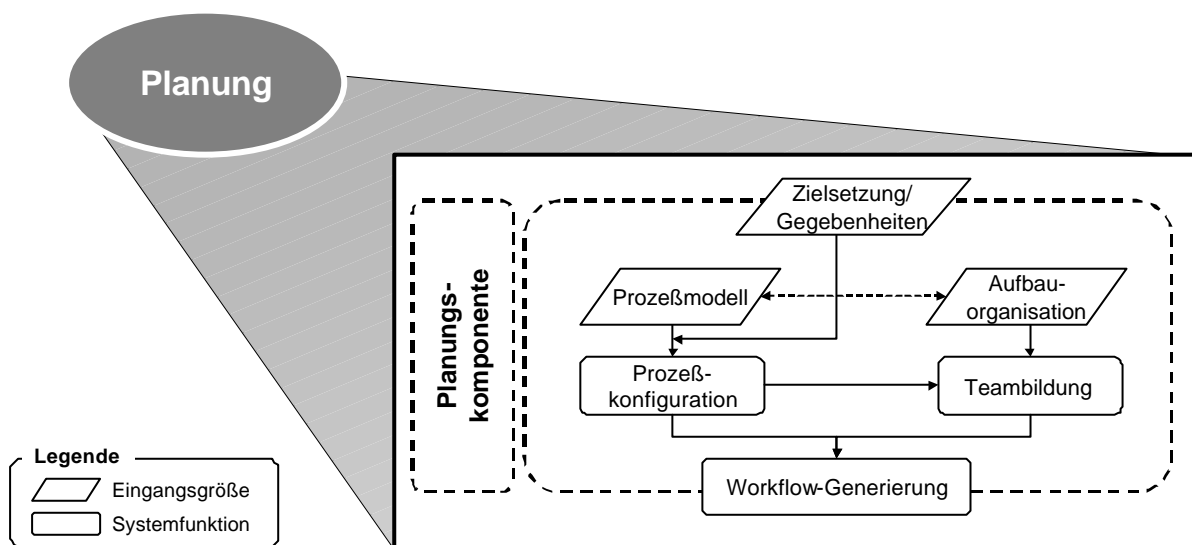 Planung
Planungs-
komponente
Zielsetzung/
Gegebenheiten
Prozeßmodell
Aufbau-
organisation
Prozeß-
konfiguration
Teambildung
Workflow-Generierung
Legende
Eingangsgröße
Systemfunktion